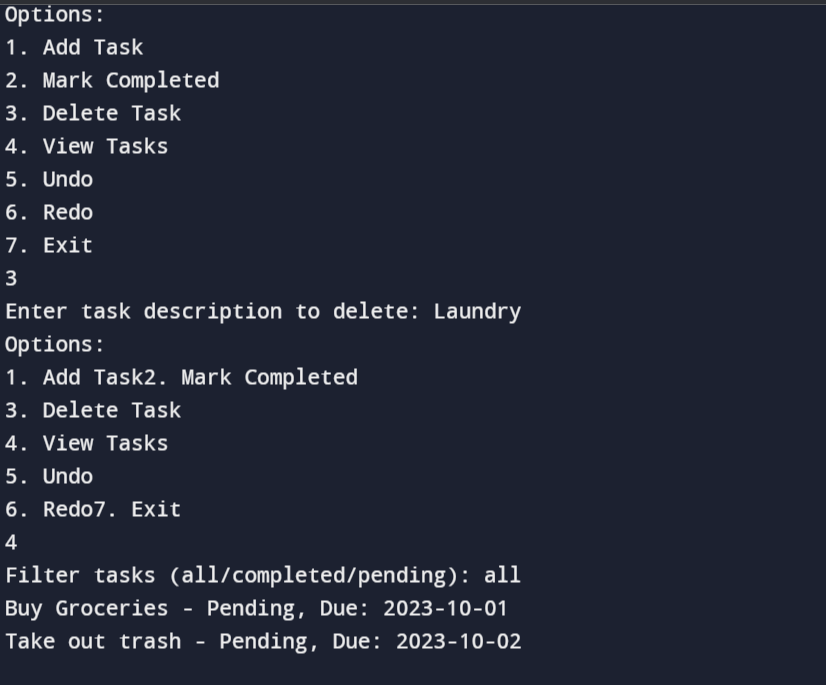 Options:
1. Add Task
2. Mark Completed
3. Delete Task
4. View Tasks
5. Undo
6. Redo
7. Exit
3
Enter task description to delete: Laundry
Options:
1. Add Task2. Mark Completed
3. Delete Task
4. View Tasks
5. Undo
6. Redo7. Exit
4
Filter tasks (all/completed/pending): all
Buy Groceries - Pending, Due: 2023-10-01
Take out trash - Pending, Due: 2023-10-02